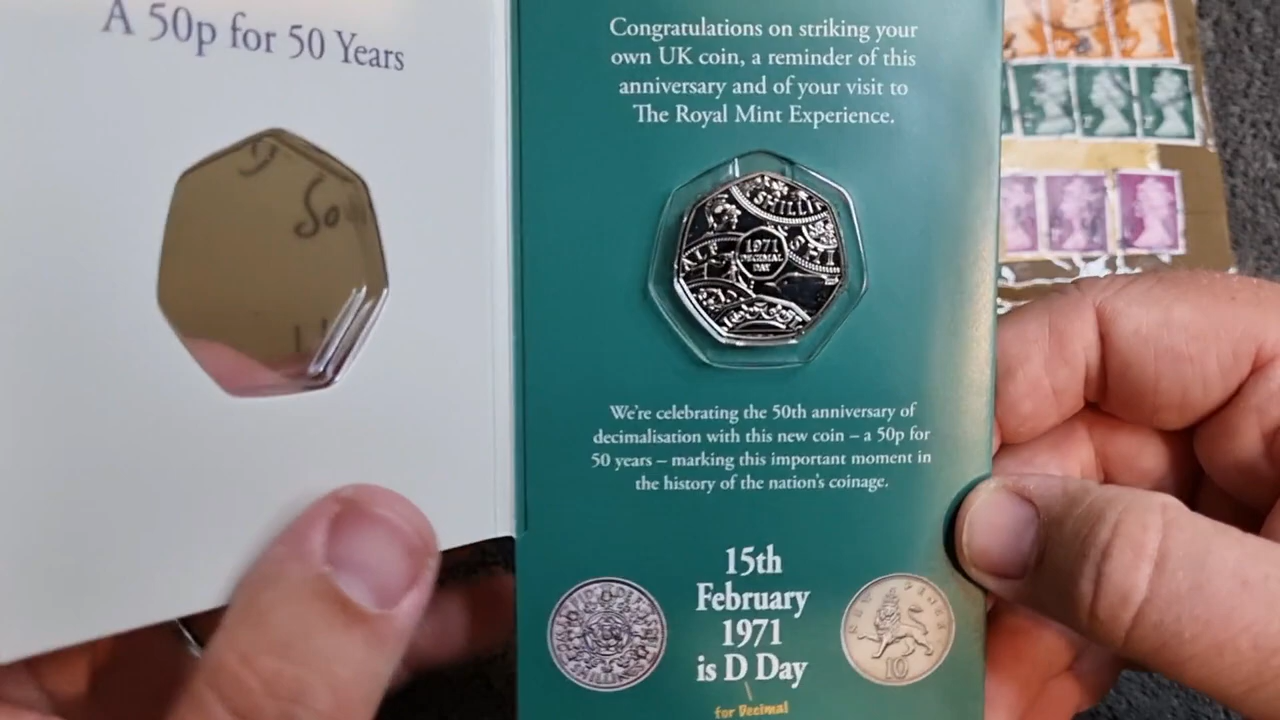 A 50p for 50 Years
Congratulations on striking your
own UK coin, a reminder of this
anniversary and of your visit to
The Royal Mint Experience.
SHILLI
1971
DECIMAL
DAY
We're celebrating the 50th anniversary of
decimalisation with this new coin – a 50p for
50 years – marking this important moment in
the history of the nation's coinage.
15th
February
1971
is D Day
for Decimal
NEW PENCE
10